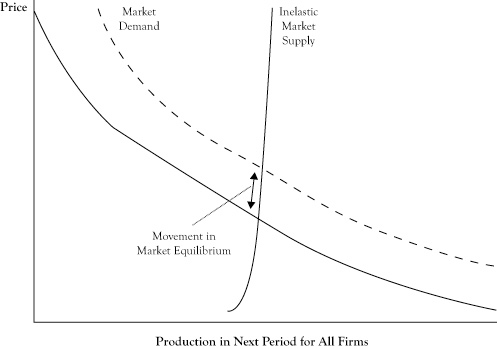 Price
Market
Demand
Inelastic
Market
Supply
Movement in
Market Equilibrium
Production in Next Period for All Firms